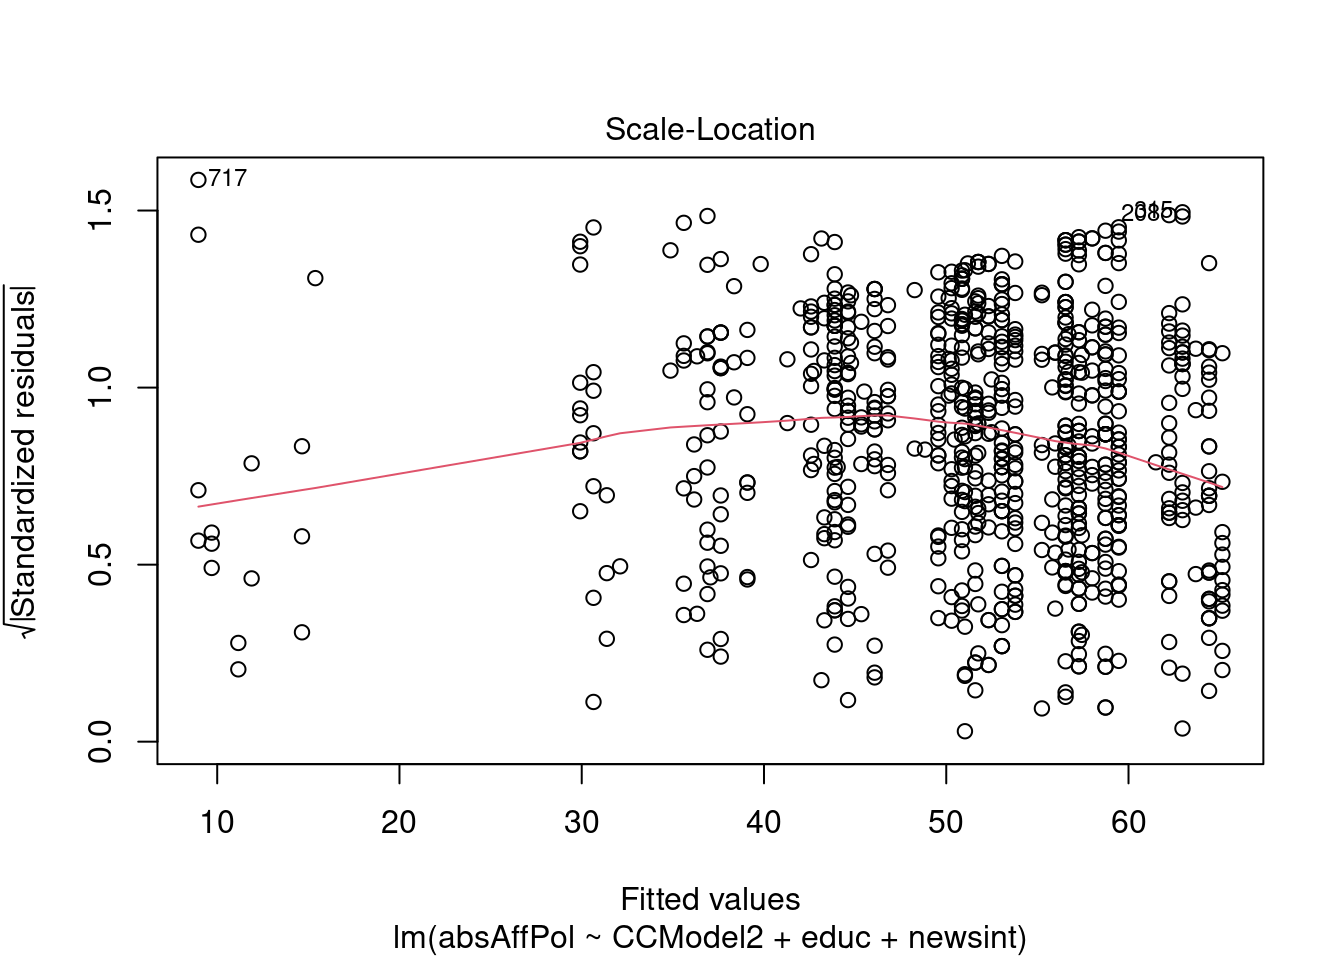 Scale-Location
√|Standardized residuals|
1.5
1.0
0.5
0.0
717
10
20
30
40
50
60
Fitted values
lm(absAffPol ~ CCModel2 + educ + newsint)